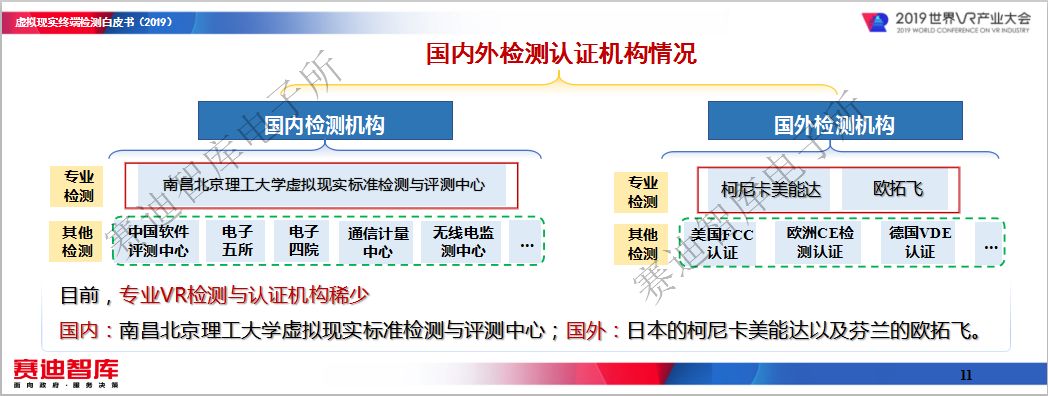 虚拟现实终端检测白皮书（2019）
2019世界VR产业大会
2019 WORLD CONFERENCE ON VR INDUSTRY
国内外检测认证机构情况
国内检测机构
国外检测机构
专业
检测
南昌北京理工大学虚拟现实标准检测与评测中心
专业
检测
柯尼卡美能达
欧拓飞
其他
检测
中国软件
评测中心
电子
五所
电子
四院
通信计量
中心
无线电监
测中心
...
其他
检测
美国FCC
认证
欧洲CE检
测认证
德国VDE
认证
...
目前，专业VR检测与认证机构稀少
国内：南昌北京理工大学虚拟现实标准检测与评测中心；国外：日本的柯尼卡美能达以及芬兰的欧拓飞。
赛迪智库电子所
赛迪智库电子所
赛迪智库
面向政府·服务决策
11